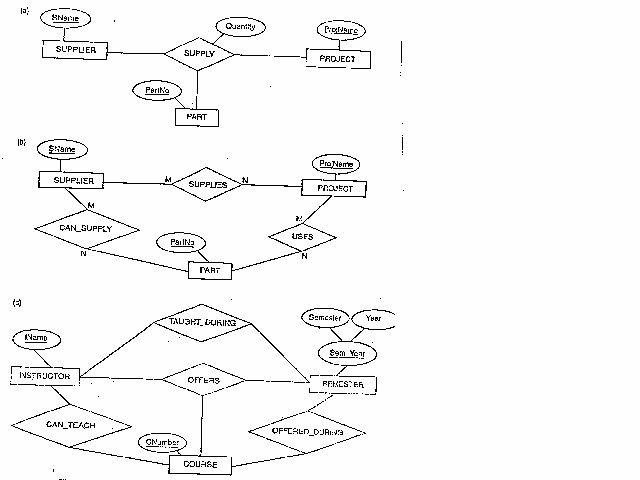 (a)
SName
Quantity
ProjName
SUPPLIER
SUPPLY
PROJECT
PartNo
PART
(b)
SName
ProjName
SUPPLIER
M
SUPPLIES
N
PROJECT
M
M
CAN_SUPPLY
PartNo
USES
N
N
PART
(c)
TAUGHT_DURING
Semester
Year
IName
Sem_Year
INSTRUCTOR
OFFERS
SEMESTER
CAN_TEACH
CNumber
OFFERED_DURING
COURSE